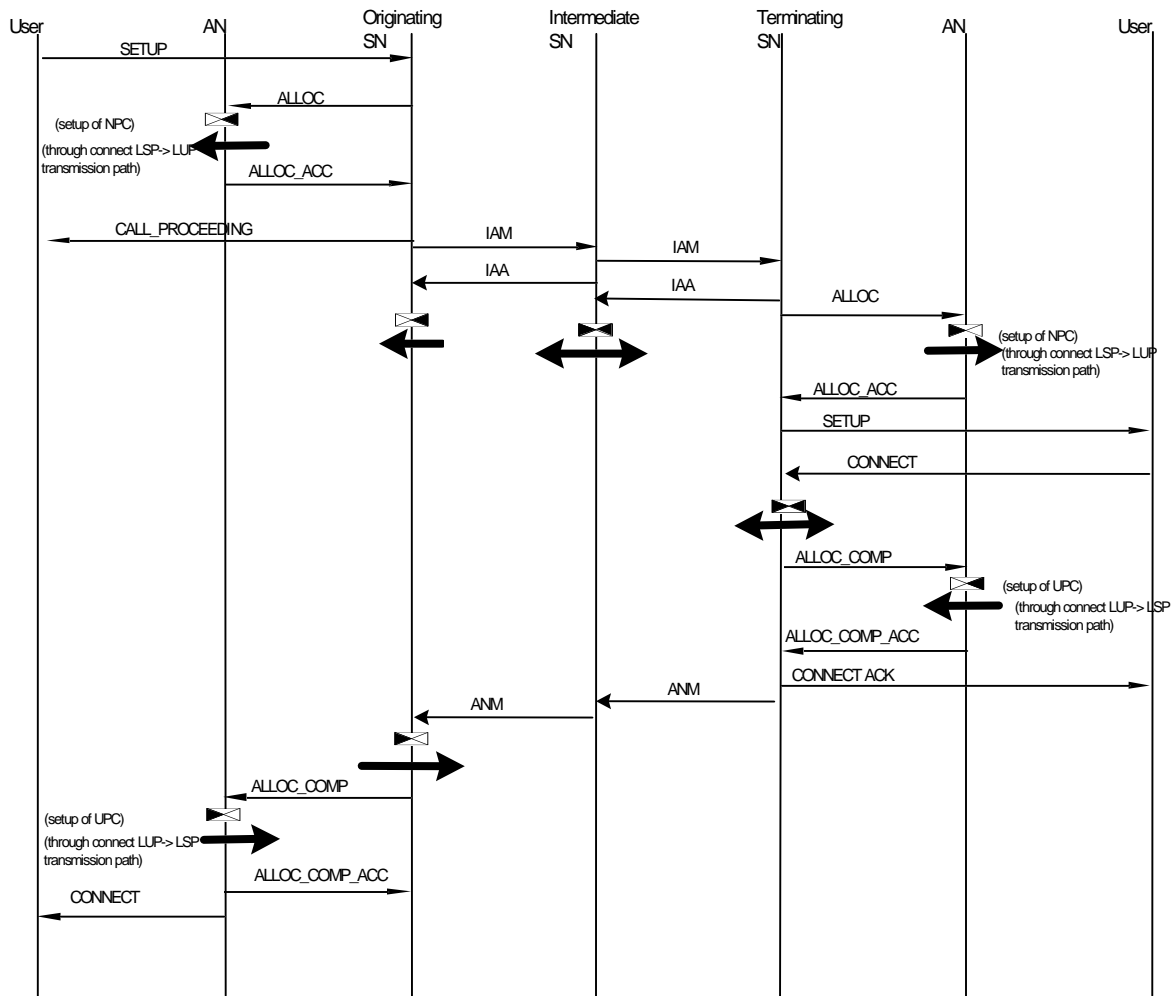 User
AN
Originating
SN
Intermediate
SN
Terminating
SN
AN
User
SETUP
ALLOC
(setup of NPC)
(through connect LSP-> LUP
transmission path)
ALLOC_ACC
CALL_PROCEEDING
IAM
IAM
IAA
IAA
ALLOC
(setup of NPC)
(through connect LSP-> LUP
transmission path)
ALLOC_ACC
SETUP
CONNECT
ALLOC_COMP
(setup of UPC)
(through connect LUP-> LSP
transmission path)
ALLOC_COMP_ACC
CONNECT ACK
ANM
ANM
ALLOC_COMP
(setup of UPC)
(through connect LUP-> LSP
transmission path)
ALLOC_COMP_ACC
CONNECT